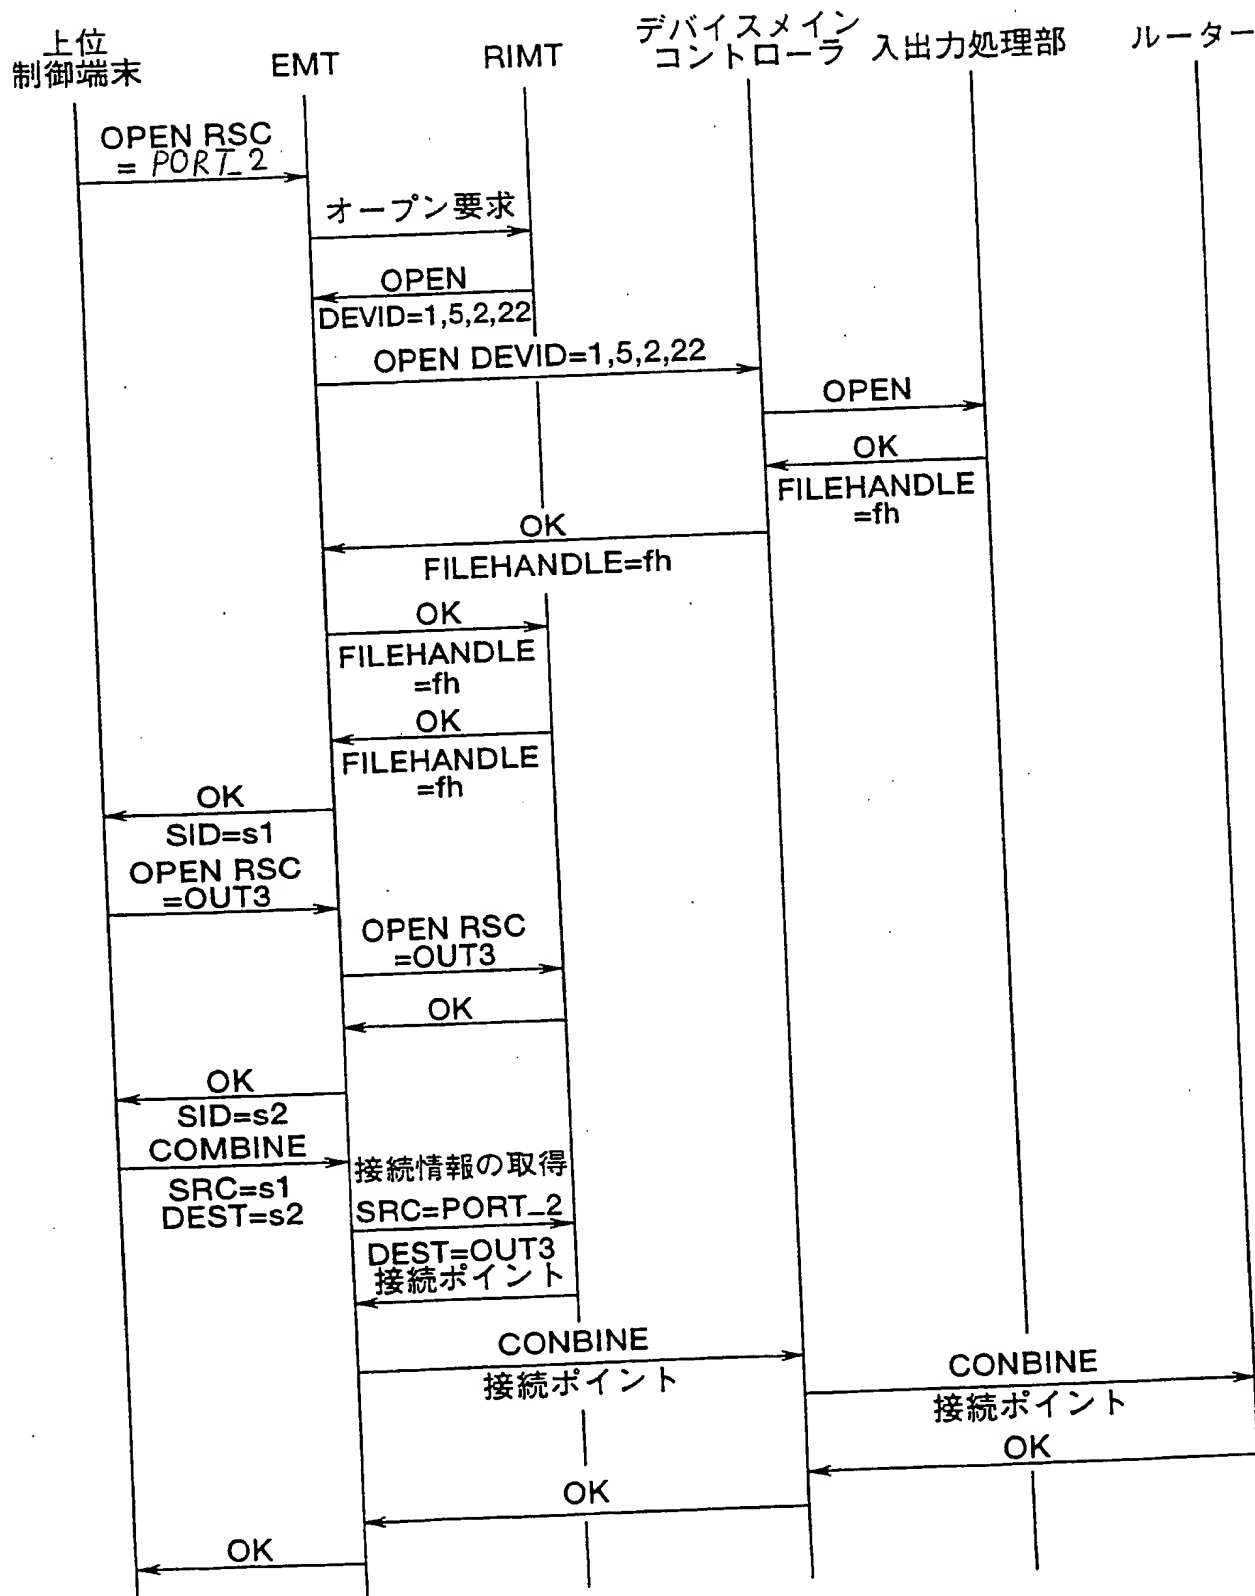 上位
制御端末
EMT
RIMT
デバイスメイン
コントローラ
入出力処理部
ルーター
OPEN RSC
= PORT_2
オープン要求
OPEN
DEVID=1,5,2,22
OPEN DEVID=1,5,2,22
OPEN
OK
FILEHANDLE
=fh
OK
FILEHANDLE=fh
OK
FILEHANDLE
=fh
OK
FILEHANDLE
=fh
OK
SID=s1
OPEN RSC
=OUT3
OPEN RSC
=OUT3
OK
OK
SID=s2
COMBINE
SRC=s1
DEST=s2
接続情報の取得
SRC=PORT_2
DEST=OUT3
接続ポイント
CONBINE
接続ポイント
CONBINE
接続ポイント
OK
OK
OK